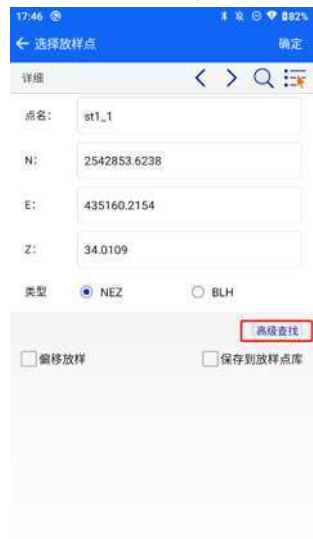 17:46 82%
选择放样点 确定
详细
点名: st1_1
N: 2542853.6238
E: 435160.2154
Z: 34.0109
类型 NEZ BLH
高级查找
偏移放样 保存到放样点库